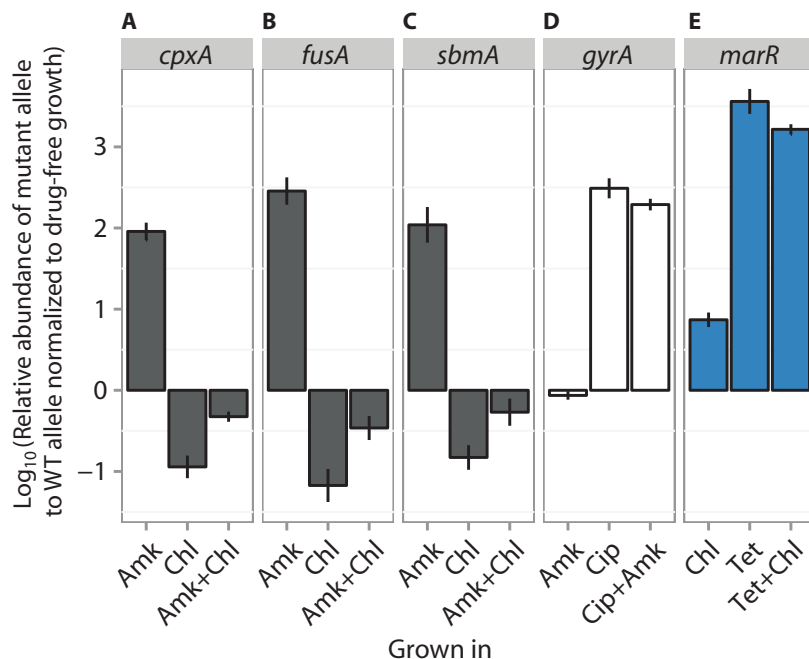 A B C D E
cpxA fusA sbmA gyrA marR
Log10(Relative abundance of mutant allele
to WT allele normalized to drug-free growth)
3
2
1
0
−1
Amk Chl Amk+Chl Amk Chl Amk+Chl Amk Chl Amk+Chl Amk Cip Cip+Amk Chl Tet Tet+Chl
Grown in